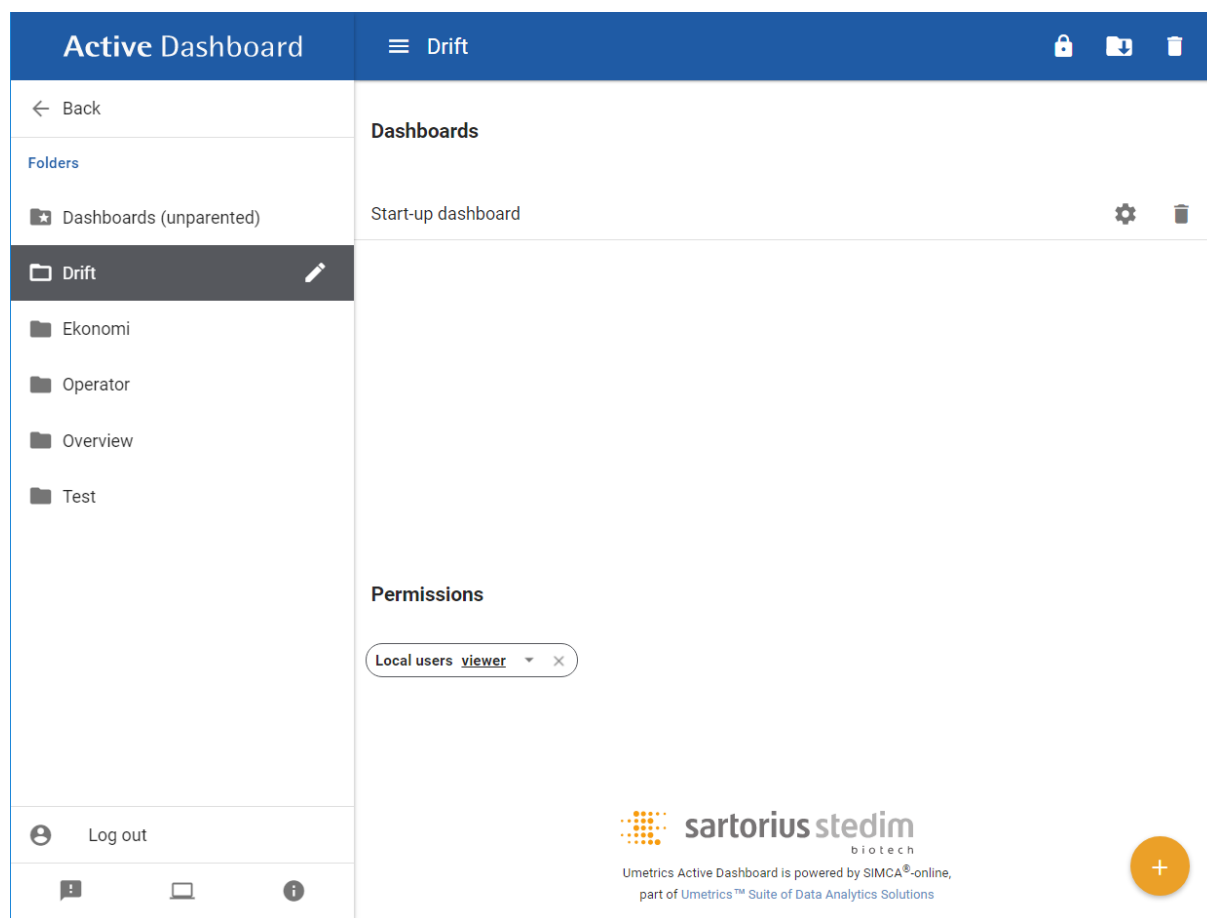 Active Dashboard
Drift
Back
Folders
Dashboards (unparented)
Drift
Ekonomi
Operator
Overview
Test
Log out
Dashboards
Start-up dashboard
Permissions
Local users viewer
sartorius stedim
biotech
Umetrics Active Dashboard is powered by SIMCA®-online,
part of Umetrics™ Suite of Data Analytics Solutions